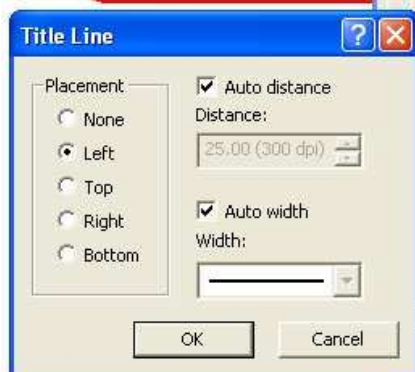 Title Line
Placement
None
Left
Top
Right
Bottom
Auto distance
Distance:
25.00 (300 dpi)
Auto width
Width:
OK
Cancel